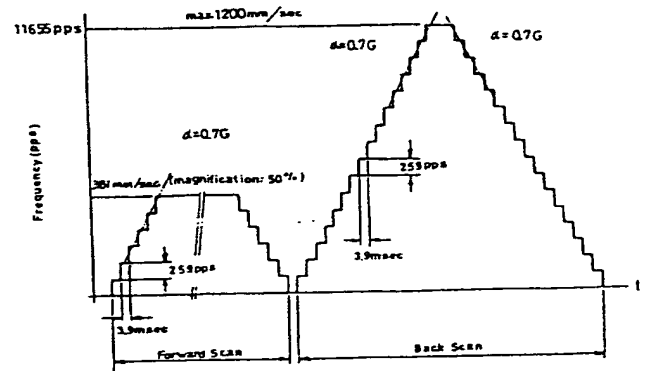 max=1200mm/sec
11655pps
α=0.7G
α=0.7G
α=0.7G
Frequency (pps)
361mm/sec (magnification: 50%)
259pps
259pps
3.9msec
3.9msec
t
Forward Scan
Back Scan